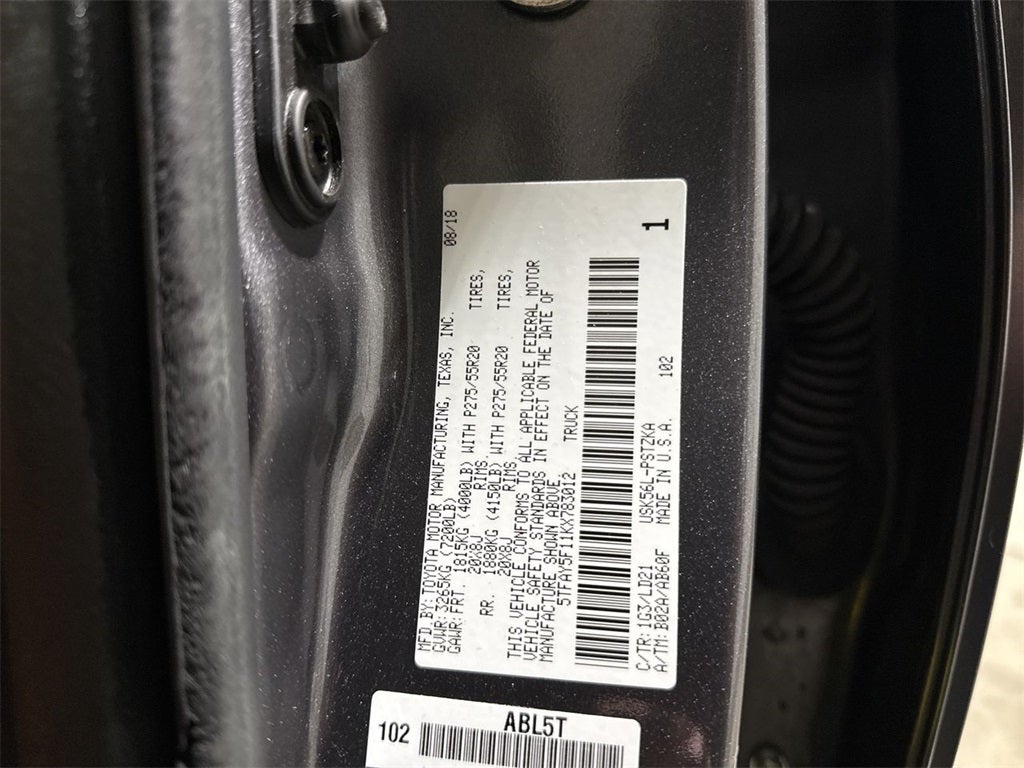 MFD BY: TOYOTA MOTOR MANUFACTURING, TEXAS, INC. 08/18
GVWR: 3265KG (7200LB)
GAWR: FRT. 1815KG (4000LB) WITH P275/55R20 TIRES,
20X8J RIMS
RR. 1880KG (4150LB) WITH P275/55R20 TIRES,
20X8J RIMS.
THIS VEHICLE CONFORMS TO ALL APPLICABLE FEDERAL MOTOR
VEHICLE SAFETY STANDARDS IN EFFECT ON THE DATE OF
MANUFACTURE SHOWN ABOVE.
5TFAY5F11KX783012 TRUCK
1
C/TR: 1G3/LD21 USK56L-PSTZKA 102
A/TM: B02A/AB60F MADE IN U.S.A.
102 ABL5T